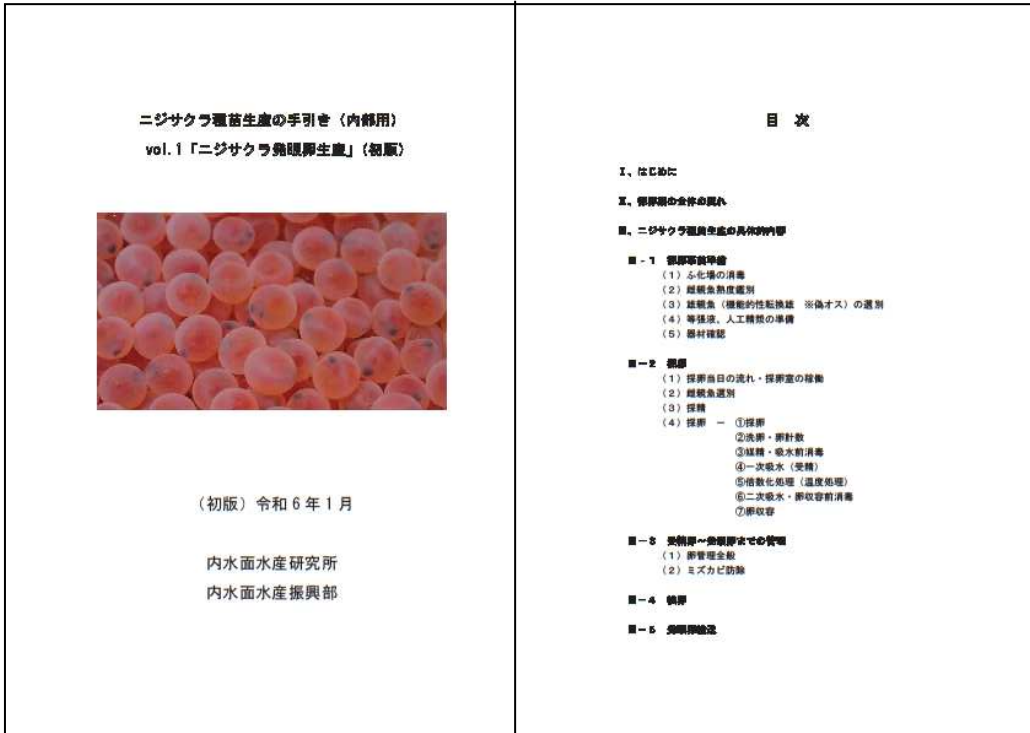 ニジサクラ種苗生産の手引き（内部用）
vol.1「ニジサクラ発眼卵生産」（初版）
（初版）令和６年１月
内水面水産研究所
内水面水産振興部
目 次
Ⅰ、はじめに
Ⅱ、採卵期の全体の流れ
Ⅲ、ニジサクラ種苗生産の具体的内容
Ⅲ－１ 採卵事前準備
（１）ふ化場の消毒
（２）雌親魚熟度鑑別
（３）雄親魚（機能的性転換雄 ※偽オス）の選別
（４）等張液、人工精漿の準備
（５）器材確認
Ⅲ－２ 採卵
（１）採卵当日の流れ・採卵室の稼働
（２）雌親魚選別
（３）採精
（４）採卵 － ①採卵
②洗卵・卵計数
③媒精・吸水前消毒
④一次吸水（受精）
⑤倍数化処理（温度処理）
⑥二次吸水・卵収容前消毒
⑦卵収容
Ⅲ－３ 受精卵～発眼卵までの管理
（１）卵管理全般
（２）ミズカビ防除
Ⅲ－４ 検卵
Ⅲ－５ 発眼卵輸送